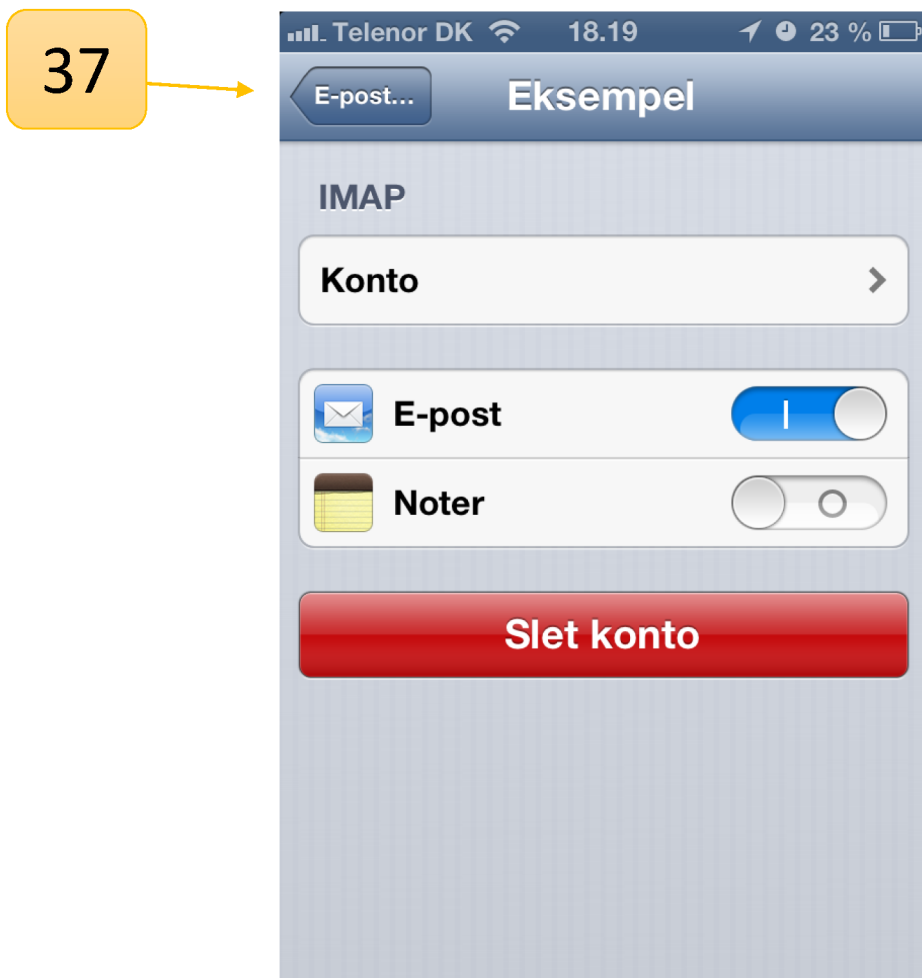 37
Telenor DK 18.19 23 %
E-post... Eksempel
IMAP
Konto
E-post
Noter
Slet konto